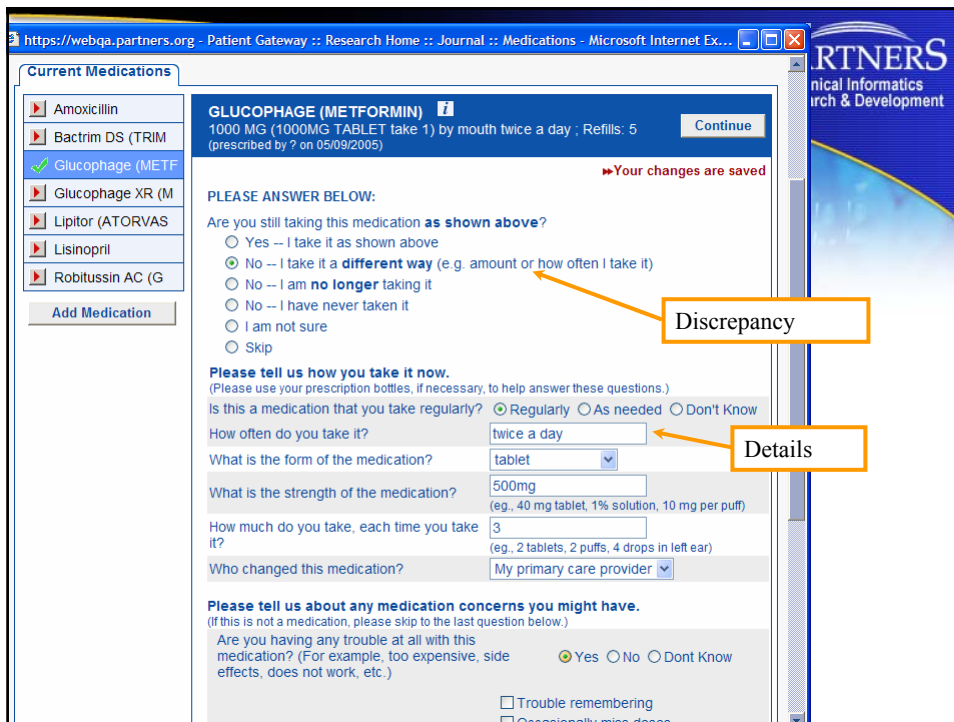 https://webqa.partners.org - Patient Gateway :: Research Home :: Journal :: Medications - Microsoft Internet Ex...
RTNERS
nical Informatics
rch & Development
Current Medications
Amoxicillin
Bactrim DS (TRIM
Glucophage (METF
Glucophage XR (M
Lipitor (ATORVAS
Lisinopril
Robitussin AC (G
Add Medication
GLUCOPHAGE (METFORMIN) i
1000 MG (1000MG TABLET take 1) by mouth twice a day ; Refills: 5
(prescribed by ? on 05/09/2005)
Continue
Your changes are saved
PLEASE ANSWER BELOW:
Are you still taking this medication as shown above?
Yes -- I take it as shown above
No -- I take it a different way (e.g. amount or how often I take it)
No -- I am no longer taking it
No -- I have never taken it
I am not sure
Skip
Discrepancy
Please tell us how you take it now.
(Please use your prescription bottles, if necessary, to help answer these questions.)
Is this a medication that you take regularly? Regularly As needed Don't Know
How often do you take it? twice a day
Details
What is the form of the medication? tablet
What is the strength of the medication? 500mg
(eg., 40 mg tablet, 1% solution, 10 mg per puff)
How much do you take, each time you take it? 3
(eg., 2 tablets, 2 puffs, 4 drops in left ear)
Who changed this medication? My primary care provider
Please tell us about any medication concerns you might have.
(If this is not a medication, please skip to the last question below.)
Are you having any trouble at all with this
medication? (For example, too expensive, side
effects, does not work, etc.)
Yes No Dont Know
Trouble remembering
Occasionally miss doses